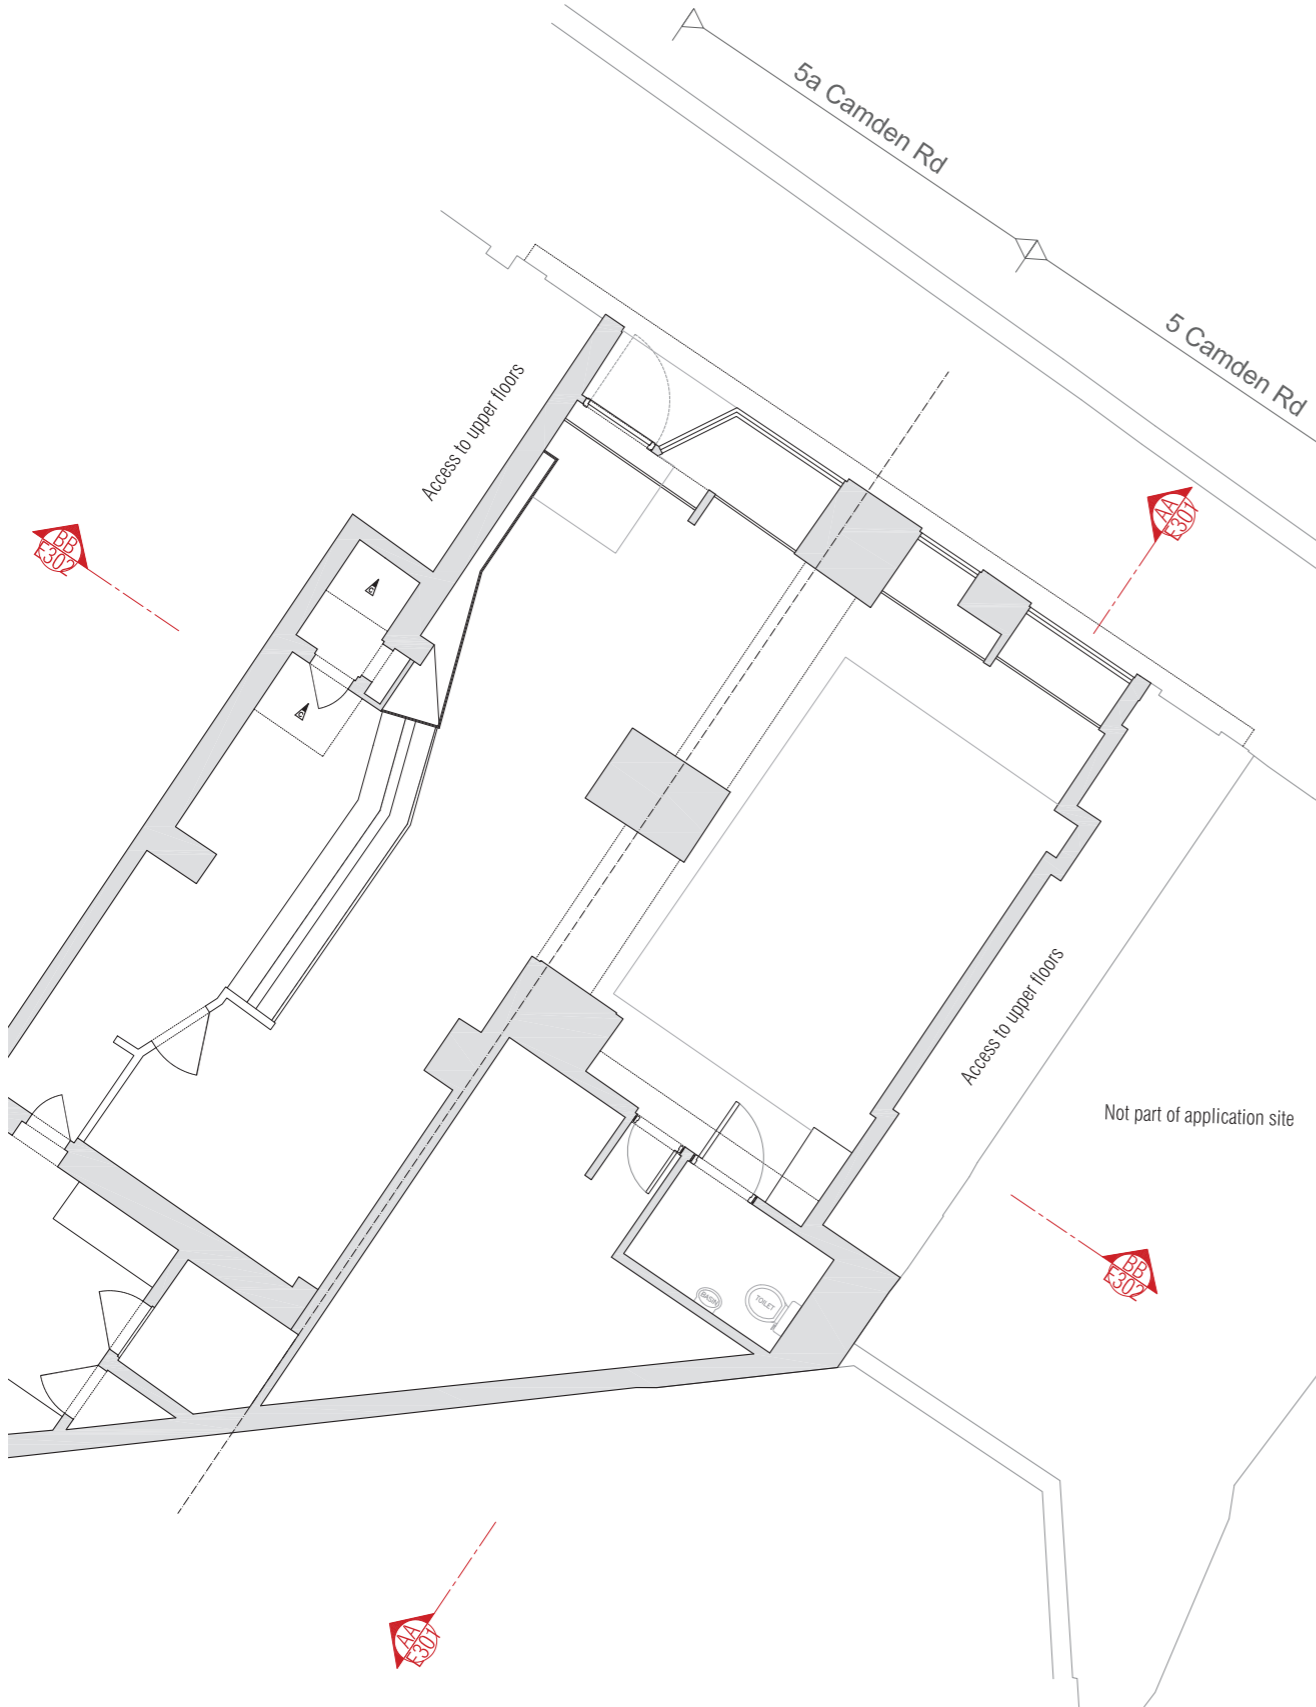 5a Camden Rd
5 Camden Rd
Access to upper floors
AA
E301
BB
E302
Access to upper floors
Not part of application site
BB
E302
BASIN
TOILET
AA
E301